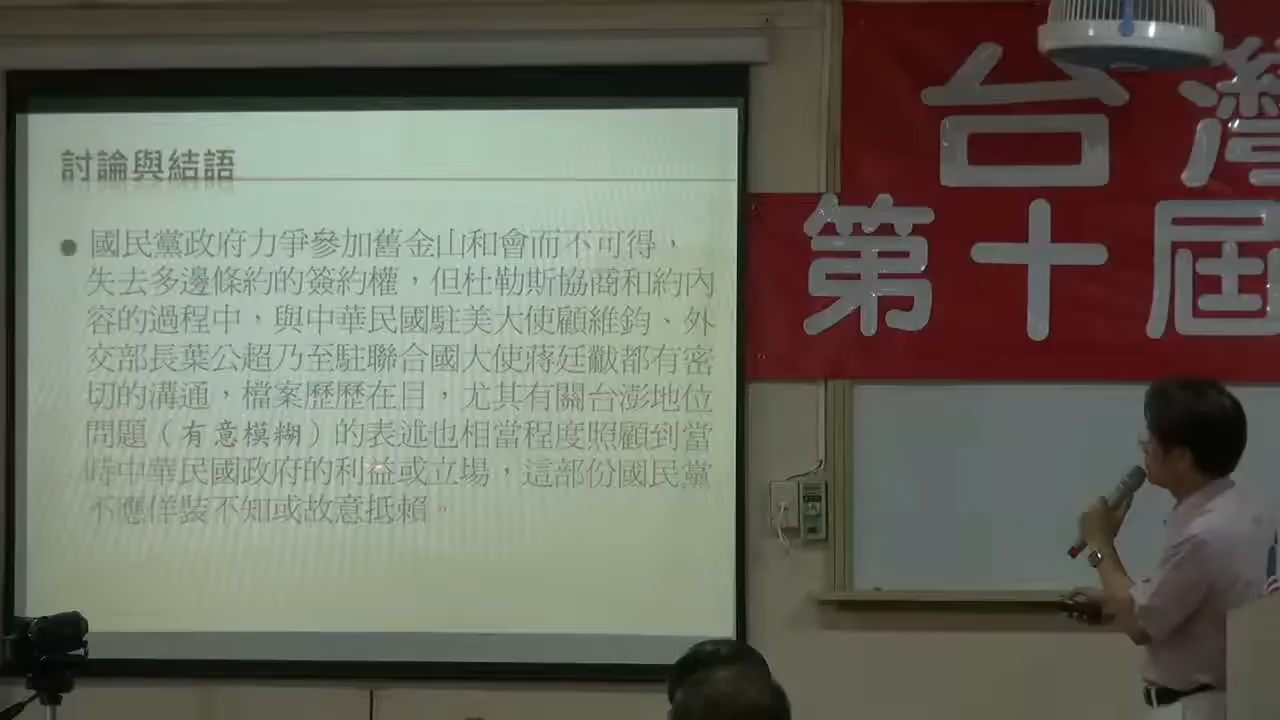 討論與結語
● 國民黨政府力爭參加舊金山和會而不可得，
失去多邊條約的簽約權，但杜勒斯協商和約內
容的過程中，與中華民國駐美大使顧維鈞、外
交部長葉公超乃至駐聯合國大使蔣廷黻都有密
切的溝通，檔案歷歷在目，尤其有關台澎地位
問題（有意模糊）的表述也相當程度照顧到當
時中華民國政府的利益或立場，這部份國民黨
不應佯裝不知或故意抵賴。
台灣
第十屆